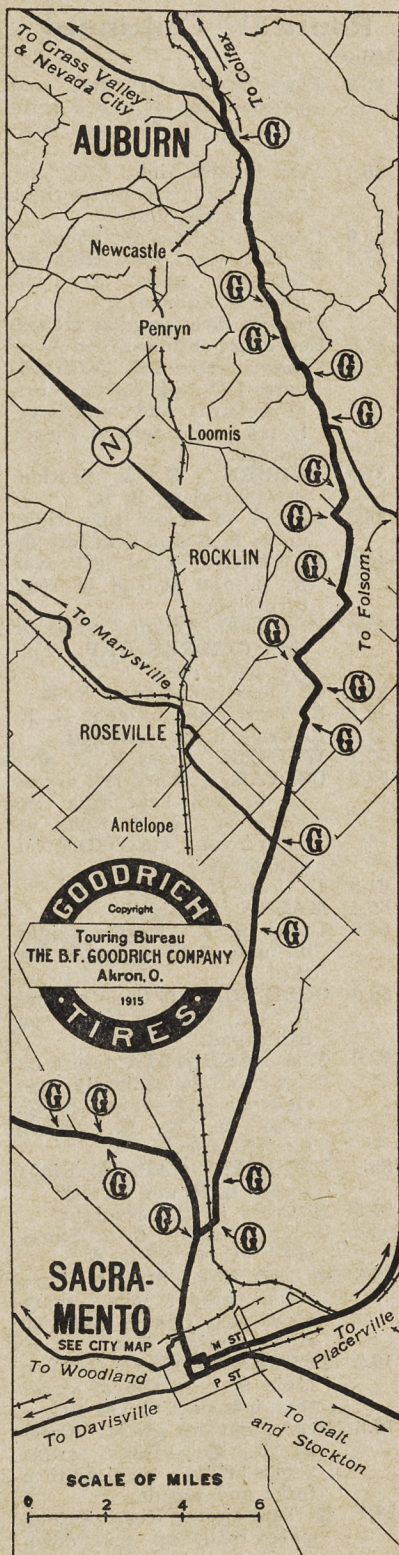 To Grass Valley
& Nevada City
To Colfax
AUBURN
G
Newcastle
G
Penryn
G
G
G
N
Loomis
G
G
ROCKLIN
G
To Folsom
To Marysville
G
G
ROSEVILLE
G
Antelope
G
GOODRICH
Copyright
Touring Bureau
THE B.F. GOODRICH COMPANY
Akron, O.
1915
TIRES
G
G
G
G
G
G
G
SACRA-
MENTO
SEE CITY MAP
M ST
P ST
To Woodland
To Placerville
To Davisville
To Galt
and Stockton
SCALE OF MILES
0 2 4 6